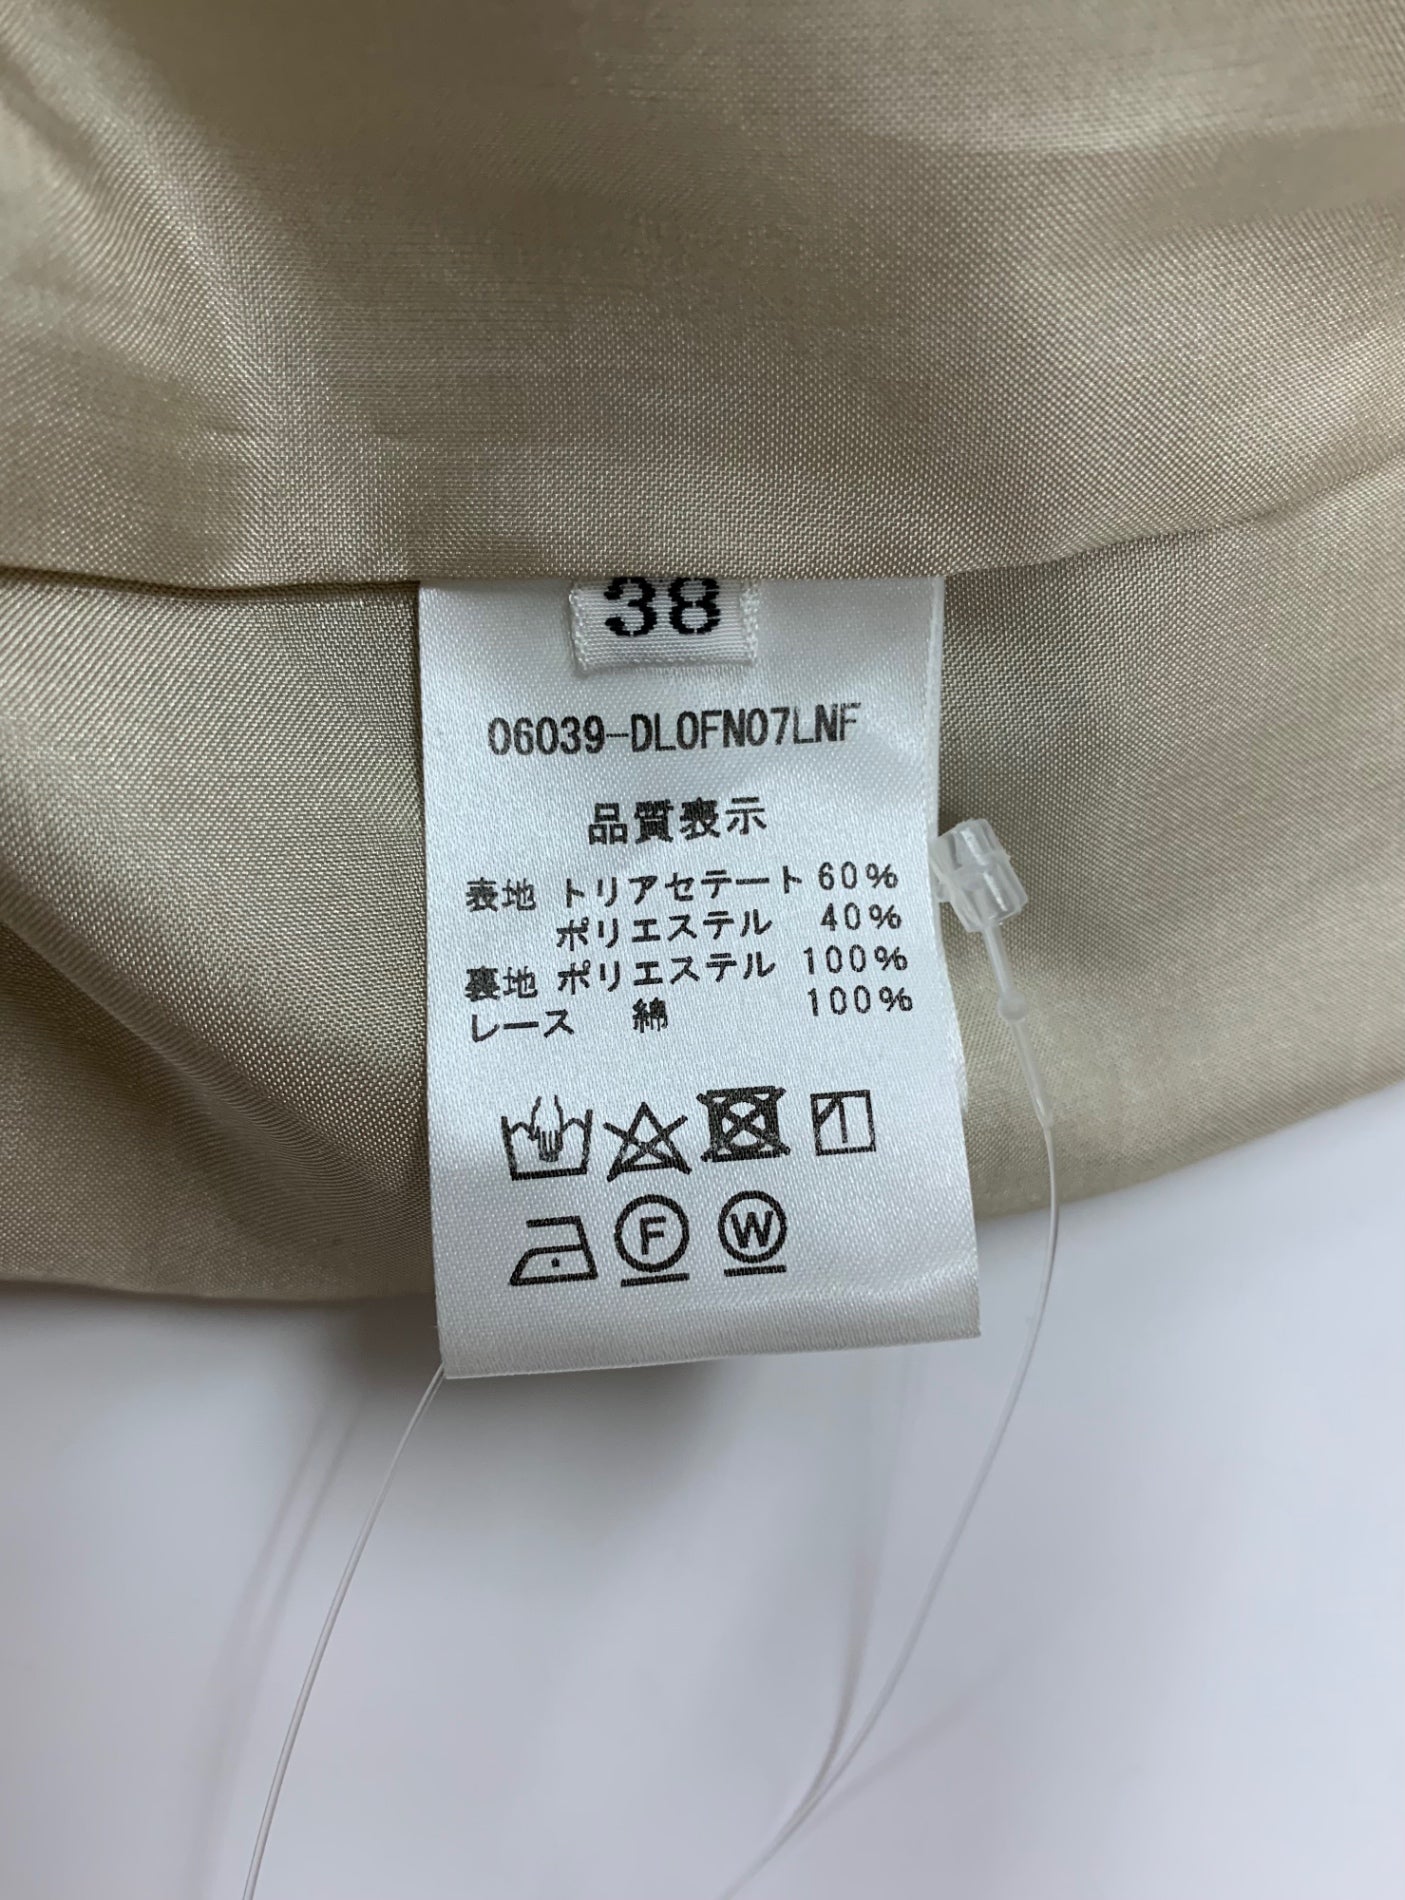 38
06039-DLOFN07LNF
品質表示
表地 トリアセテート 60%
ポリエステル 40%
裏地 ポリエステル 100%
レース 綿 100%
F W